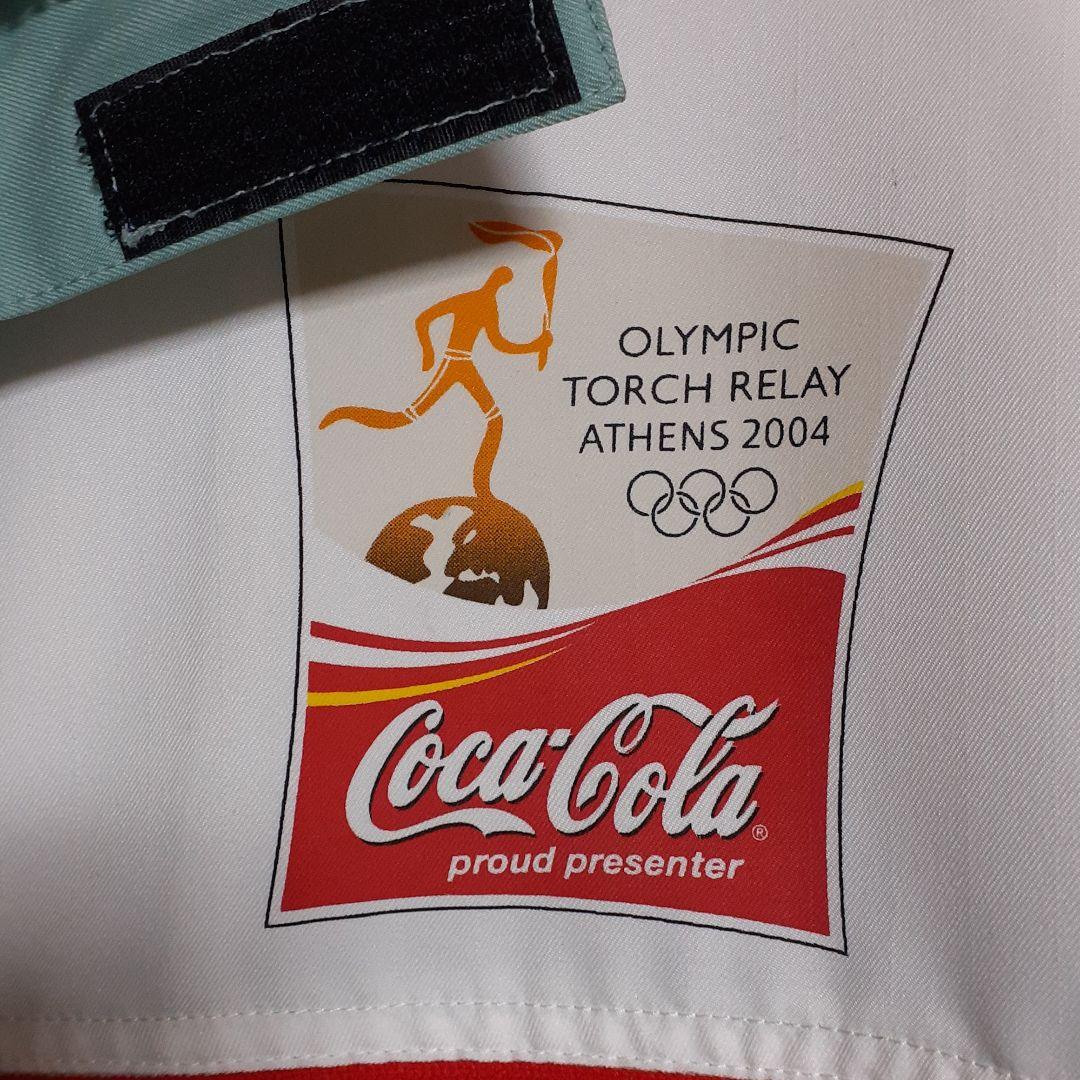 OLYMPIC
TORCH RELAY
ATHENS 2004
Coca-Cola®
proud presenter